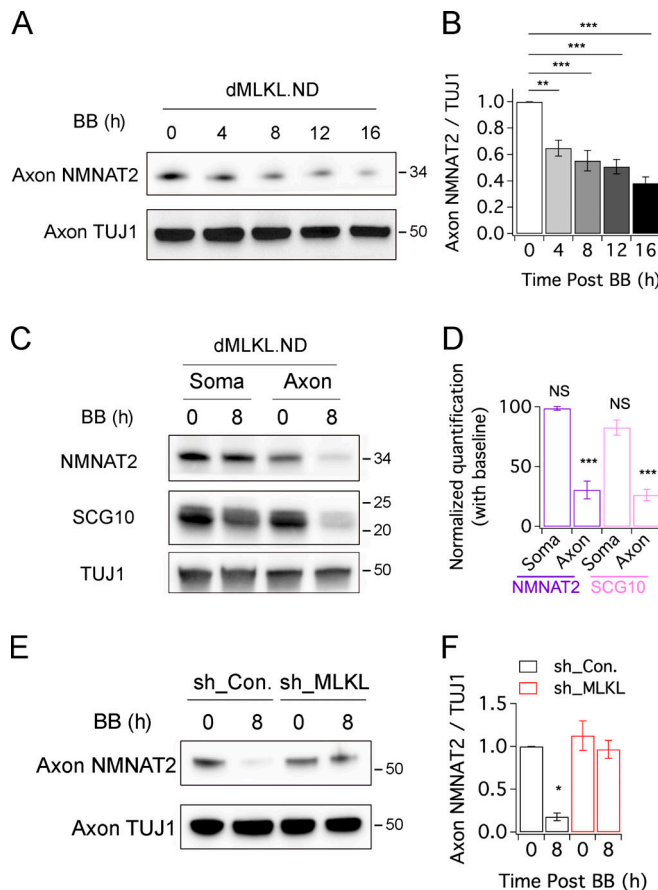 A
dMLKL.ND
BB (h)
0 4 8 12 16
Axon NMNAT2
34
Axon TUJ1
50
B
***
***
***
**
Axon NMNAT2 / TUJ1
1.0
0.8
0.6
0.4
0.2
0.0
0 4 8 12 16
Time Post BB (h)
C
dMLKL.ND
Soma Axon
BB (h) 0 8 0 8
NMNAT2
34
SCG10
25
20
TUJ1
50
D
Normalized quantification
(with baseline)
100
50
0
NS
***
NS
***
Soma Axon Soma Axon
NMNAT2 SCG10
E
sh_Con. sh_MLKL
BB (h) 0 8 0 8
Axon NMNAT2
50
Axon TUJ1
50
F
sh_Con.
sh_MLKL
Axon NMNAT2 / TUJ1
1.5
1.0
0.5
0.0
*
0 8 0 8
Time Post BB (h)